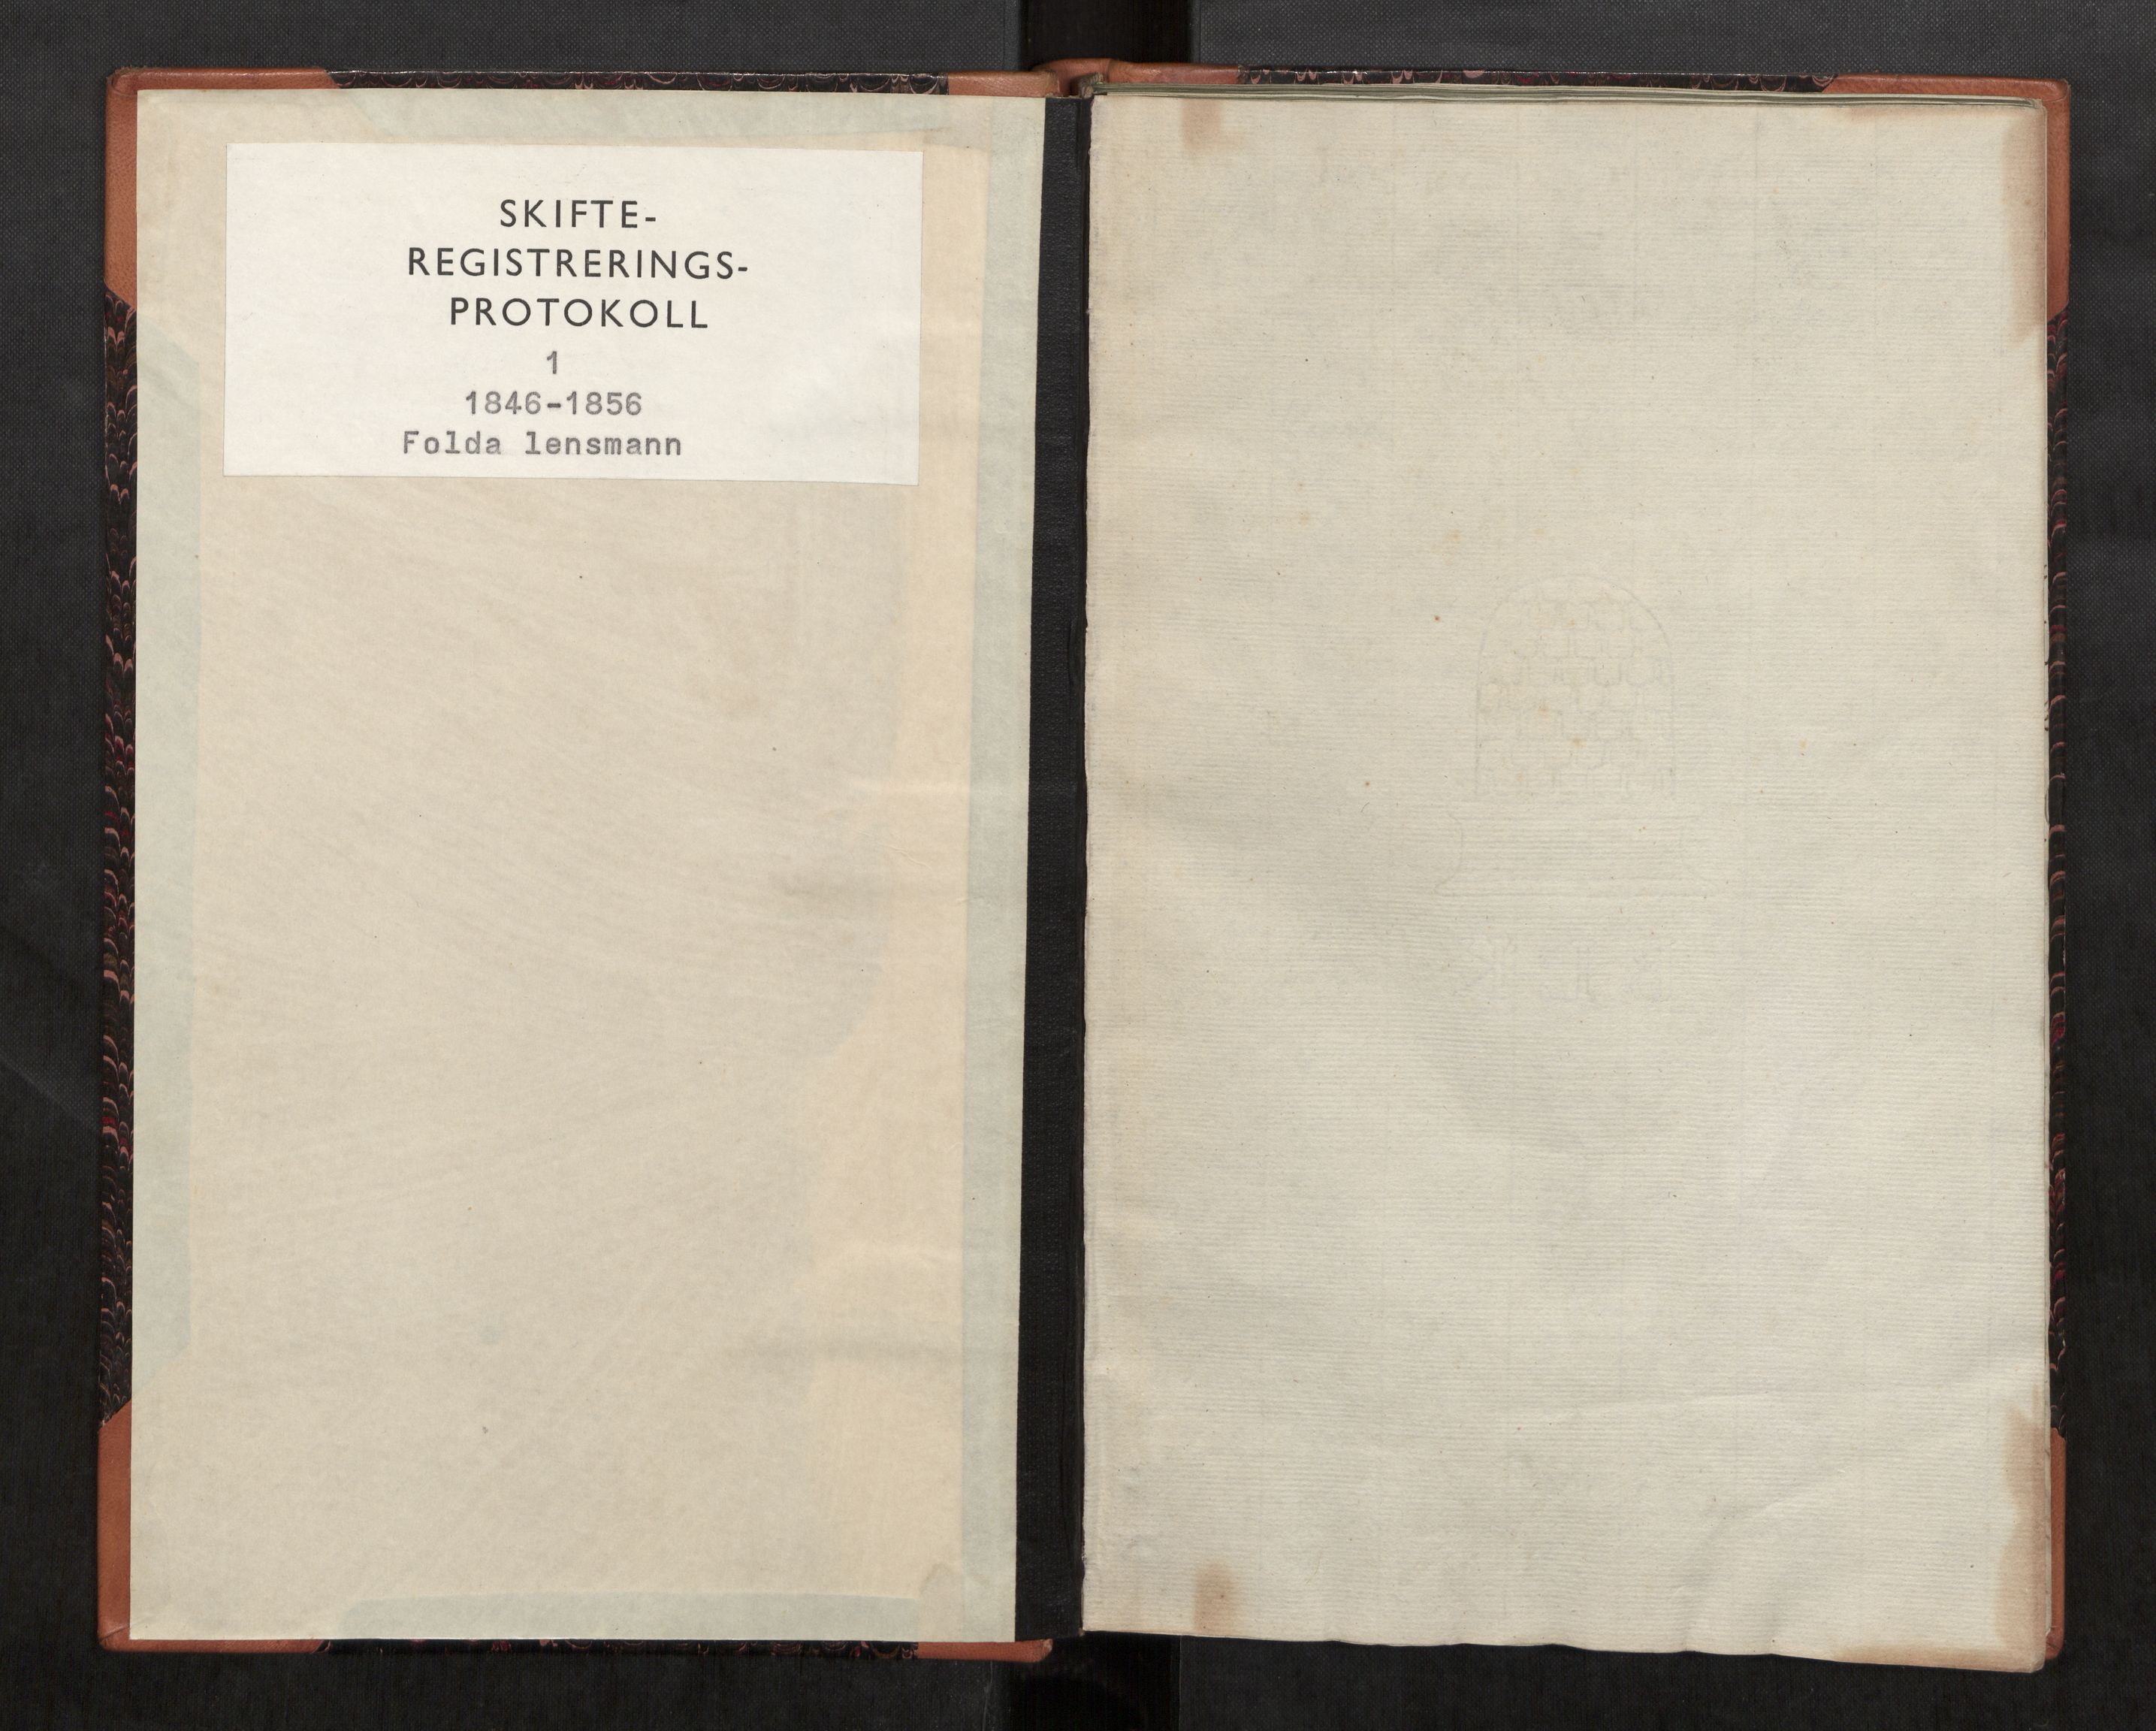 SKIFTE-
REGISTRERINGS-
PROTOKOLL
1
1846-1856
Folda lensmann